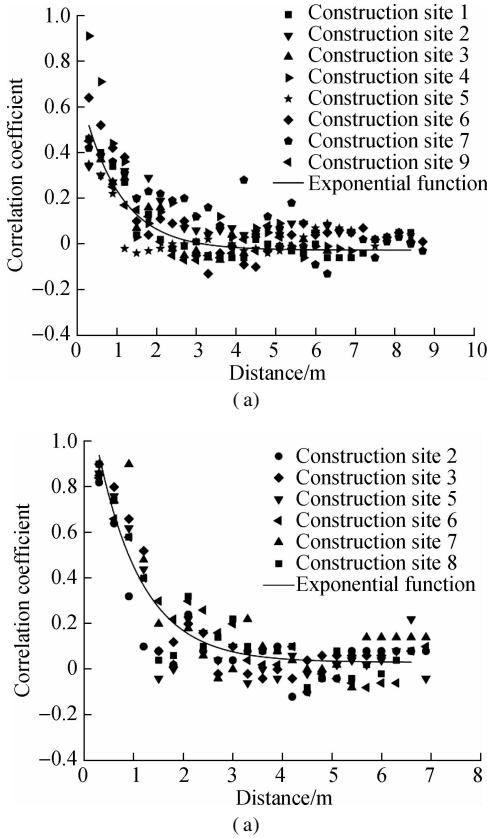 1.0
0.8
0.6
0.4
0.2
0
−0.2
−0.4
Correlation coefficient
Construction site 1
Construction site 2
Construction site 3
Construction site 4
Construction site 5
Construction site 6
Construction site 7
Construction site 9
Exponential function
0 1 2 3 4 5 6 7 8 9 10
Distance/m
(a)
1.0
0.8
0.6
0.4
0.2
0
−0.2
−0.4
Correlation coefficient
Construction site 2
Construction site 3
Construction site 5
Construction site 6
Construction site 7
Construction site 8
Exponential function
0 1 2 3 4 5 6 7 8
Distance/m
(a)